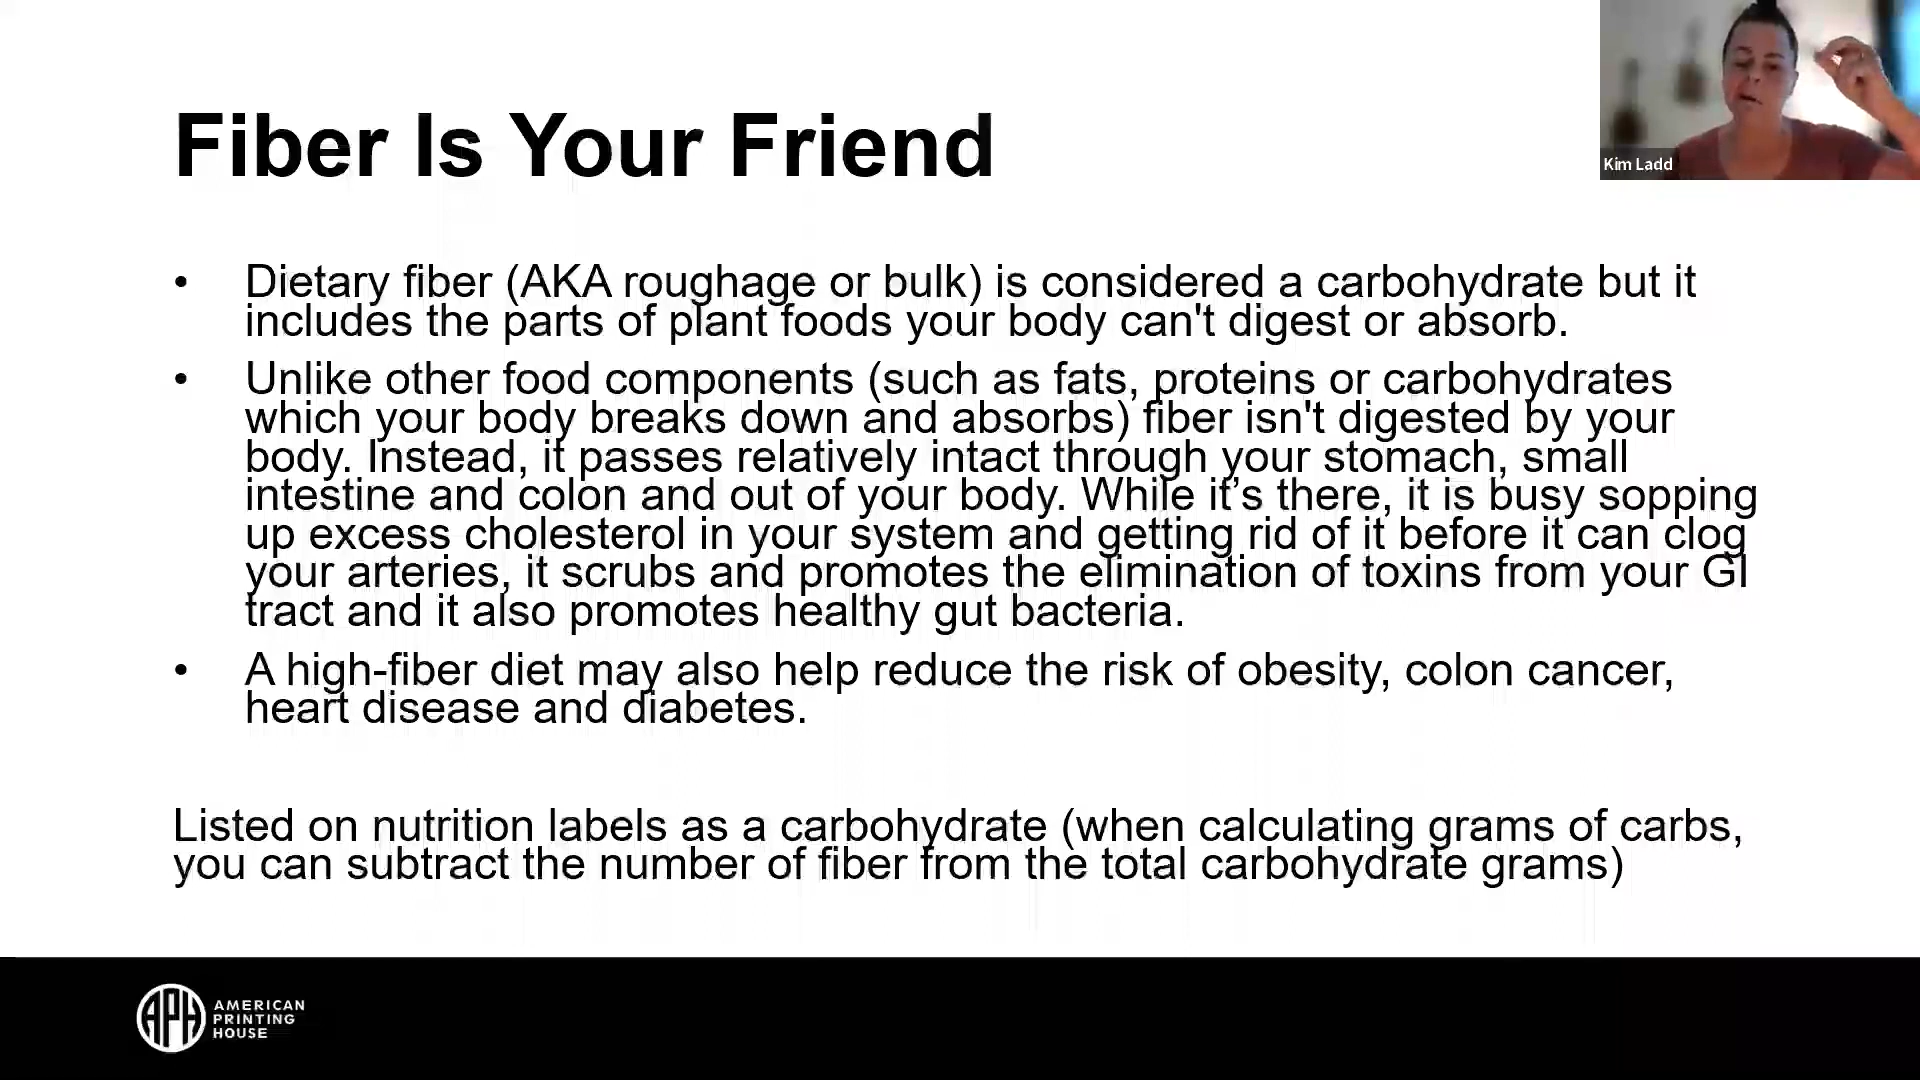 Fiber Is Your Friend
Kim Ladd
• Dietary fiber (AKA roughage or bulk) is considered a carbohydrate but it
includes the parts of plant foods your body can't digest or absorb.
• Unlike other food components (such as fats, proteins or carbohydrates
which your body breaks down and absorbs) fiber isn't digested by your
body. Instead, it passes relatively intact through your stomach, small
intestine and colon and out of your body. While it’s there, it is busy sopping
up excess cholesterol in your system and getting rid of it before it can clog
your arteries, it scrubs and promotes the elimination of toxins from your GI
tract and it also promotes healthy gut bacteria.
• A high-fiber diet may also help reduce the risk of obesity, colon cancer,
heart disease and diabetes.
Listed on nutrition labels as a carbohydrate (when calculating grams of carbs,
you can subtract the number of fiber from the total carbohydrate grams)
APH
AMERICAN
PRINTING
HOUSE